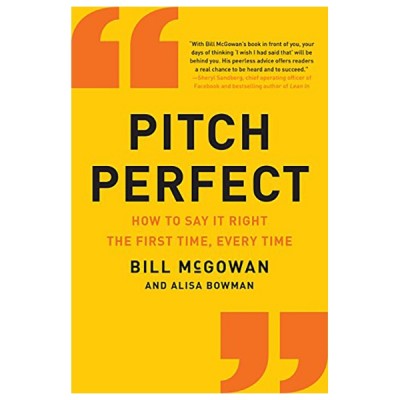 "With Bill McGowan's book in front of you, your
days of thinking 'I wish I had said that' will
be behind you. His peerless advice offers readers
a real chance to be heard and to succeed."
—Sheryl Sandberg, chief operating officer of
Facebook and bestselling author of Lean In
PITCH
PERFECT
HOW TO SAY IT RIGHT
THE FIRST TIME, EVERY TIME
BILL McGOWAN
AND ALISA BOWMAN